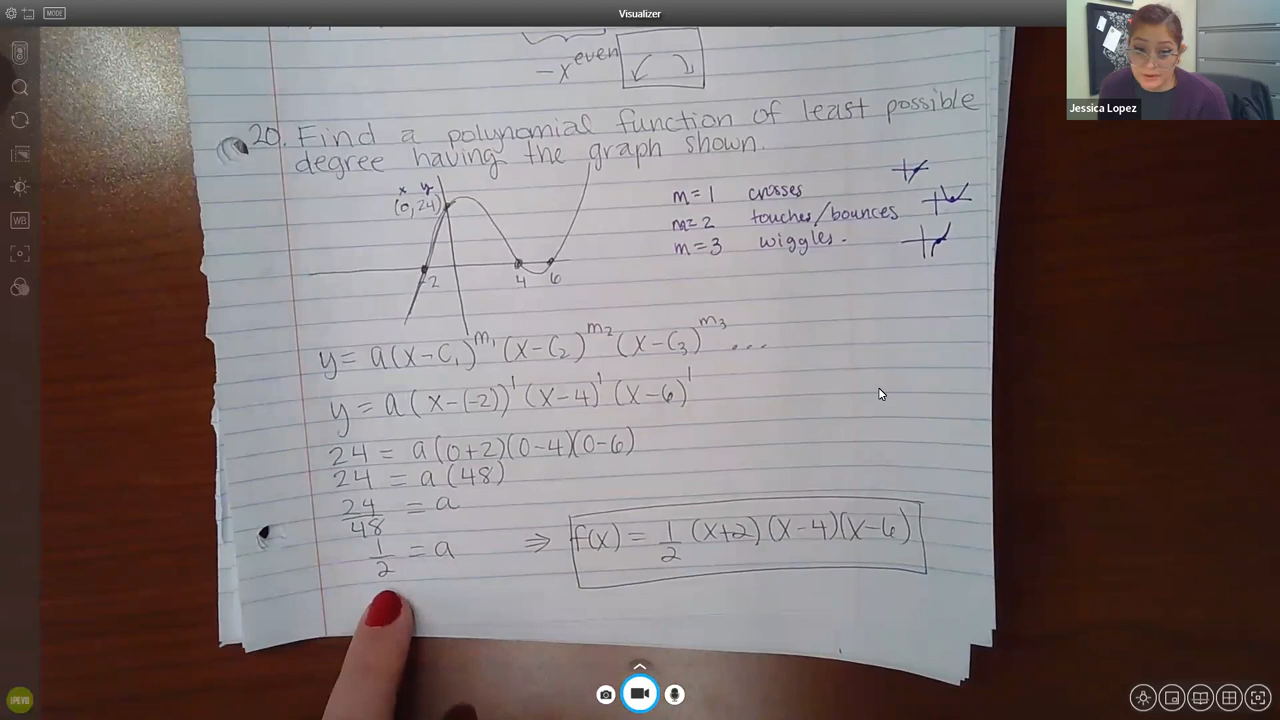 MODE
Visualizer
Jessica Lopez
-x^even
20. Find a polynomial function of least possible
degree having the graph shown.
x y
(0,24)
-2
4
6
m=1 crosses
m=2 touches/bounces
m=3 wiggles.
y = a(x-c₁)^m₁ (x-c₂)^m₂ (x-c₃)^m₃ ...
y = a(x-(-2))^1 (x-4)^1 (x-6)^1
24 = a(0+2)(0-4)(0-6)
24 = a(48)
24/48 = a
1/2 = a ⇒ f(x) = 1/2 (x+2)(x-4)(x-6)
WB
IPEVO